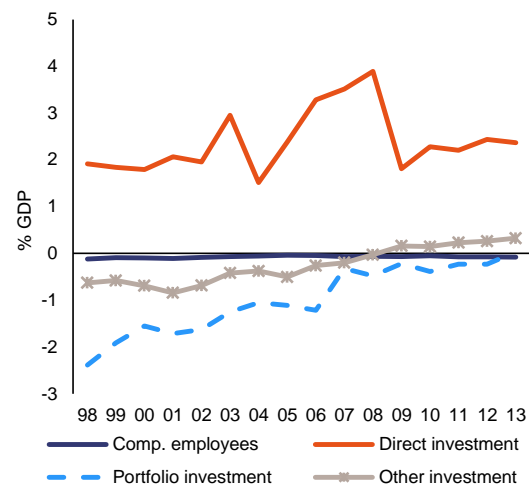 5
4
3
2
1
0
-1
-2
-3
% GDP
98 99 00 01 02 03 04 05 06 07 08 09 10 11 12 13
Comp. employees Direct investment
Portfolio investment Other investment